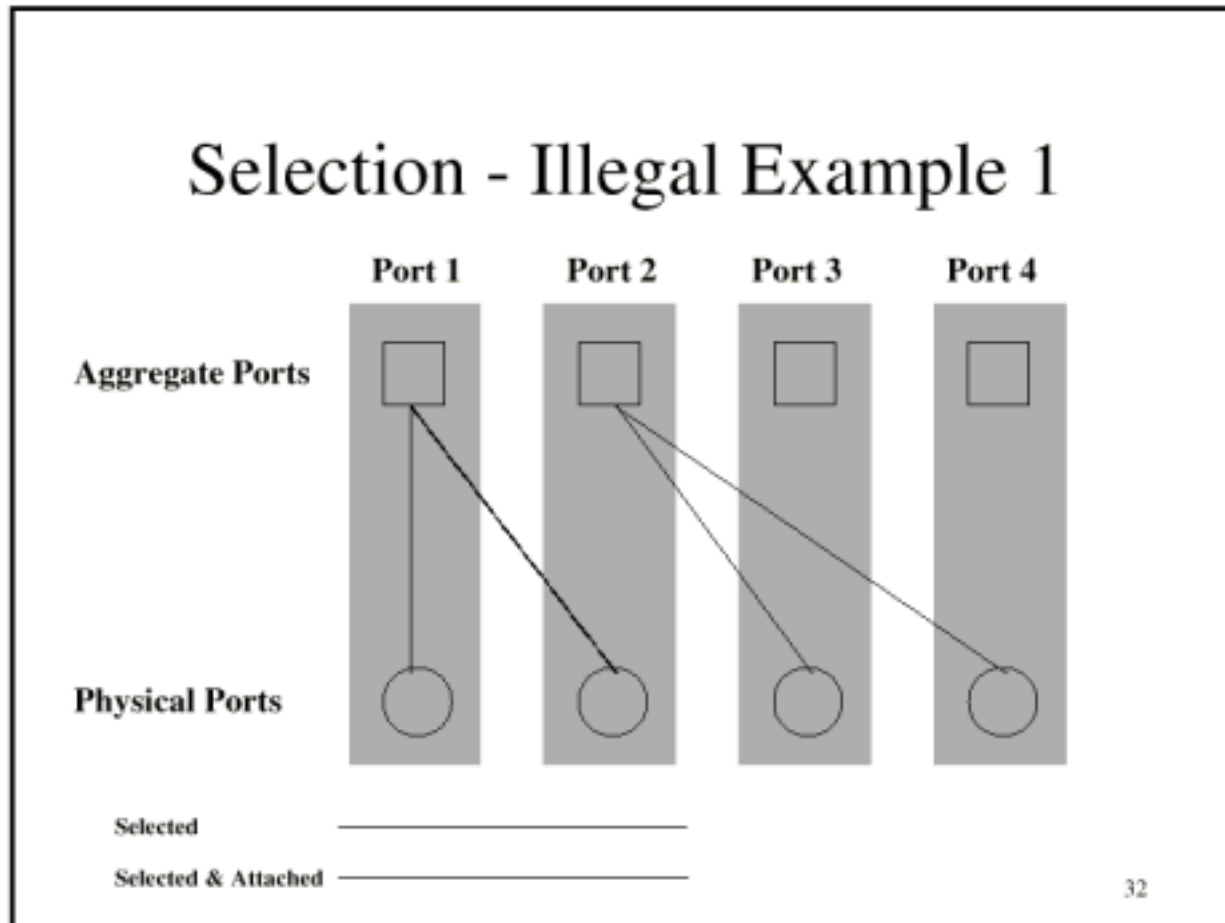 Selection - Illegal Example 1
Port 1 Port 2 Port 3 Port 4
Aggregate Ports
Physical Ports
Selected
Selected & Attached
32